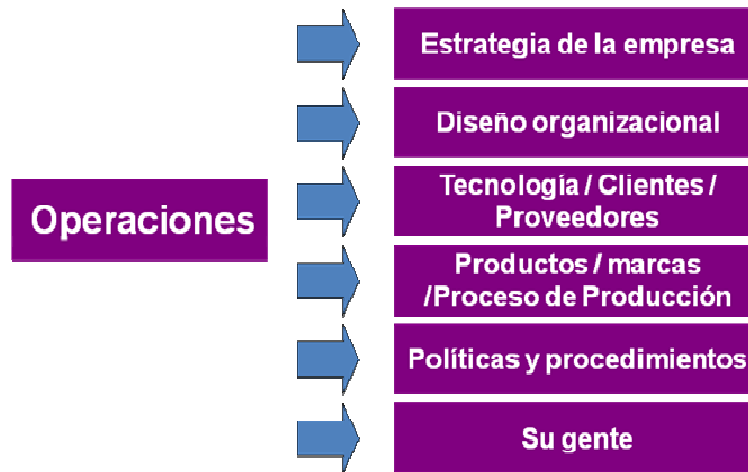 Operaciones
Estrategia de la empresa
Diseño organizacional
Tecnología / Clientes /
Proveedores
Productos / marcas
/Proceso de Producción
Políticas y procedimientos
Su gente